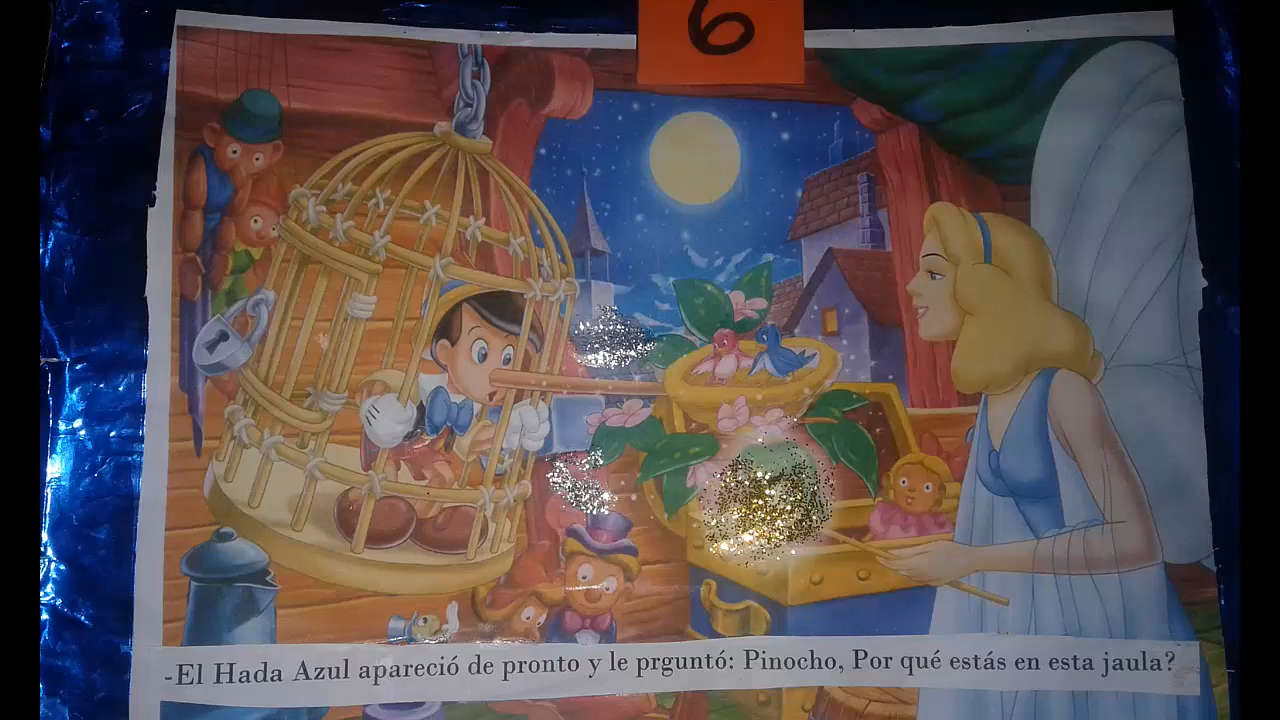 6
-El Hada Azul apareció de pronto y le prguntó: Pinocho, Por qué estás en esta jaula?